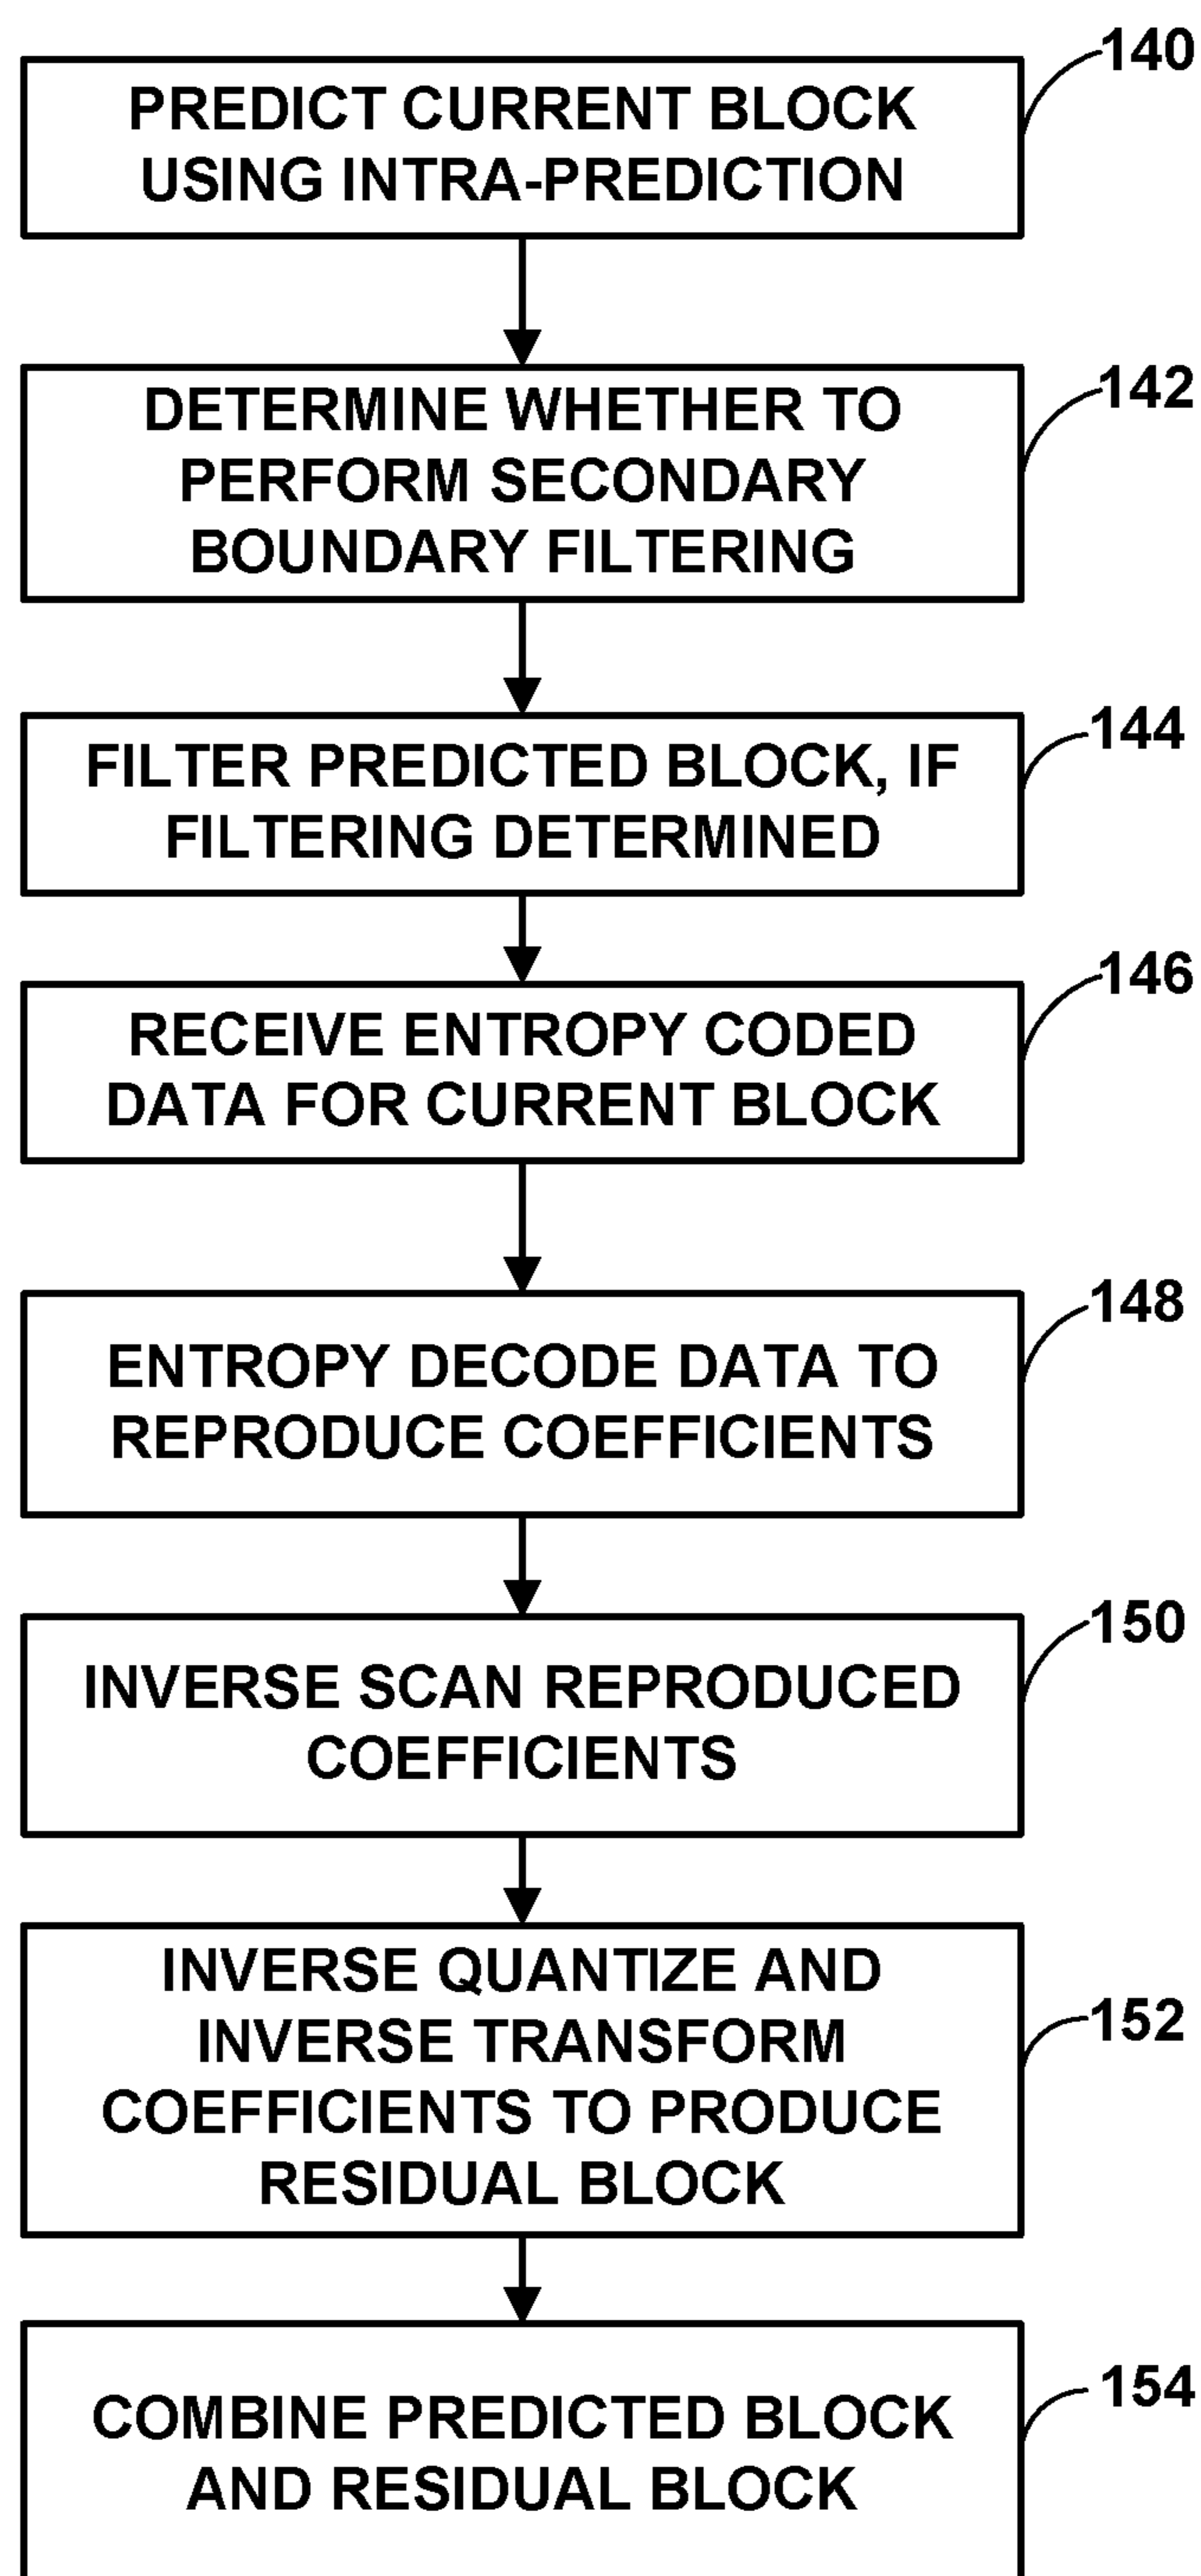 140
PREDICT CURRENT BLOCK
USING INTRA-PREDICTION
142
DETERMINE WHETHER TO
PERFORM SECONDARY
BOUNDARY FILTERING
144
FILTER PREDICTED BLOCK, IF
FILTERING DETERMINED
146
RECEIVE ENTROPY CODED
DATA FOR CURRENT BLOCK
148
ENTROPY DECODE DATA TO
REPRODUCE COEFFICIENTS
150
INVERSE SCAN REPRODUCED
COEFFICIENTS
152
INVERSE QUANTIZE AND
INVERSE TRANSFORM
COEFFICIENTS TO PRODUCE
RESIDUAL BLOCK
154
COMBINE PREDICTED BLOCK
AND RESIDUAL BLOCK